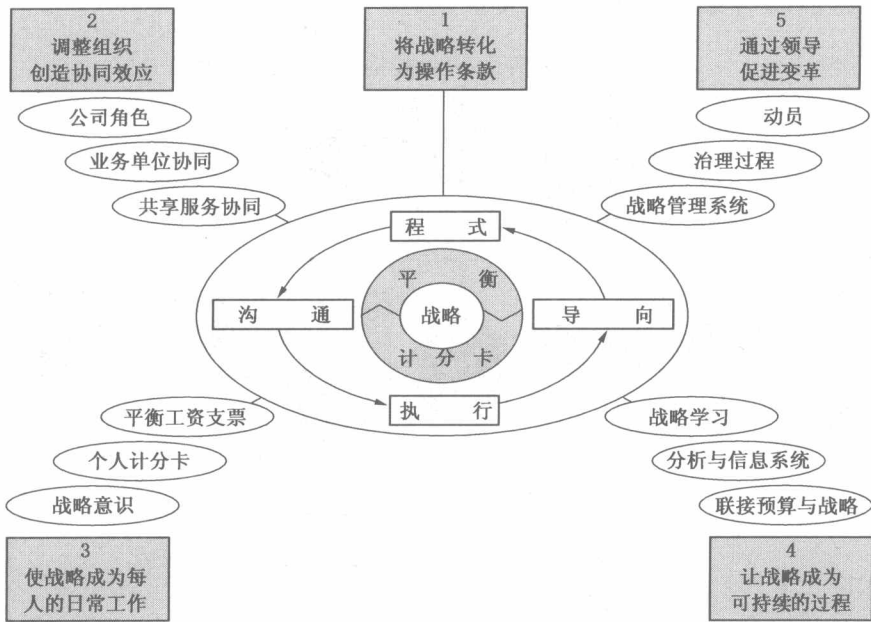 2
调整组织
创造协同效应
1
将战略转化
为操作条款
5
通过领导
促进变革
公司角色
业务单位协同
共享服务协同
动员
治理过程
战略管理系统
程 式
沟 通
平 衡
战略
计 分 卡
导 向
执 行
平衡工资支票
个人计分卡
战略意识
战略学习
分析与信息系统
联接预算与战略
3
使战略成为每
人的日常工作
4
让战略成为
可持续的过程